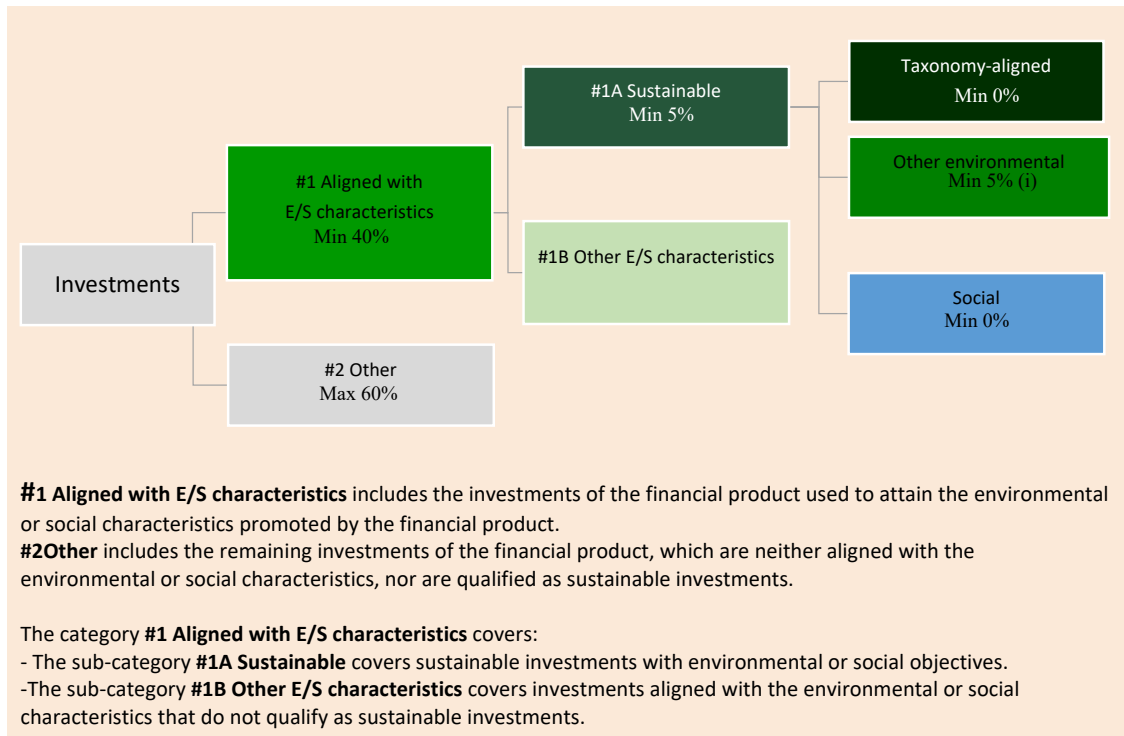 Investments
#1 Aligned with
E/S characteristics
Min 40%
#2 Other
Max 60%
#1A Sustainable
Min 5%
#1B Other E/S characteristics
Taxonomy-aligned
Min 0%
Other environmental
Min 5% (i)
Social
Min 0%
#1 Aligned with E/S characteristics includes the investments of the financial product used to attain the environmental
or social characteristics promoted by the financial product.
#2Other includes the remaining investments of the financial product, which are neither aligned with the
environmental or social characteristics, nor are qualified as sustainable investments.
The category #1 Aligned with E/S characteristics covers:
- The sub-category #1A Sustainable covers sustainable investments with environmental or social objectives.
-The sub-category #1B Other E/S characteristics covers investments aligned with the environmental or social
characteristics that do not qualify as sustainable investments.